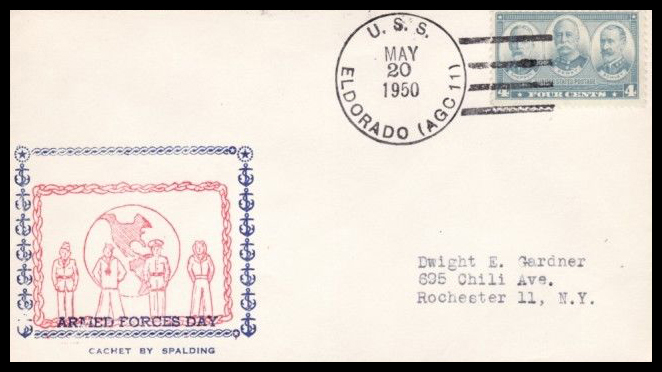 U. S. S.
MAY
20
1950
ELDORADO (AGC 11)
4 FOUR CENTS 4
Dwight E. Gardner
635 Chili Ave.
Rochester 11, N.Y.
ARMED FORCES DAY
CACHET BY SPALDING